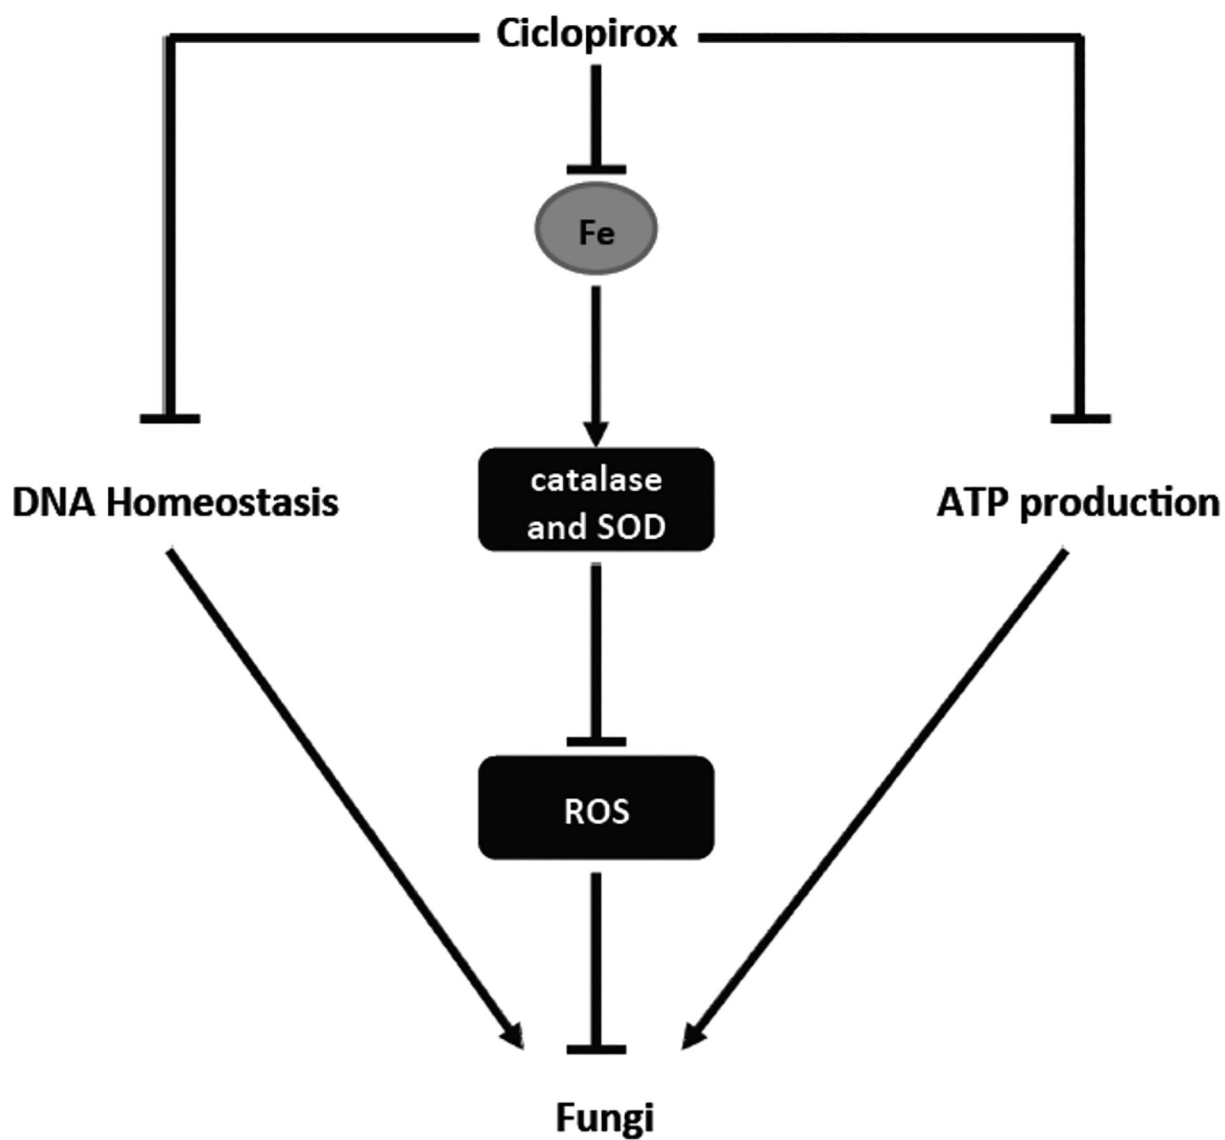 Ciclopirox
Fe
catalase
and SOD
DNA Homeostasis
ATP production
ROS
Fungi